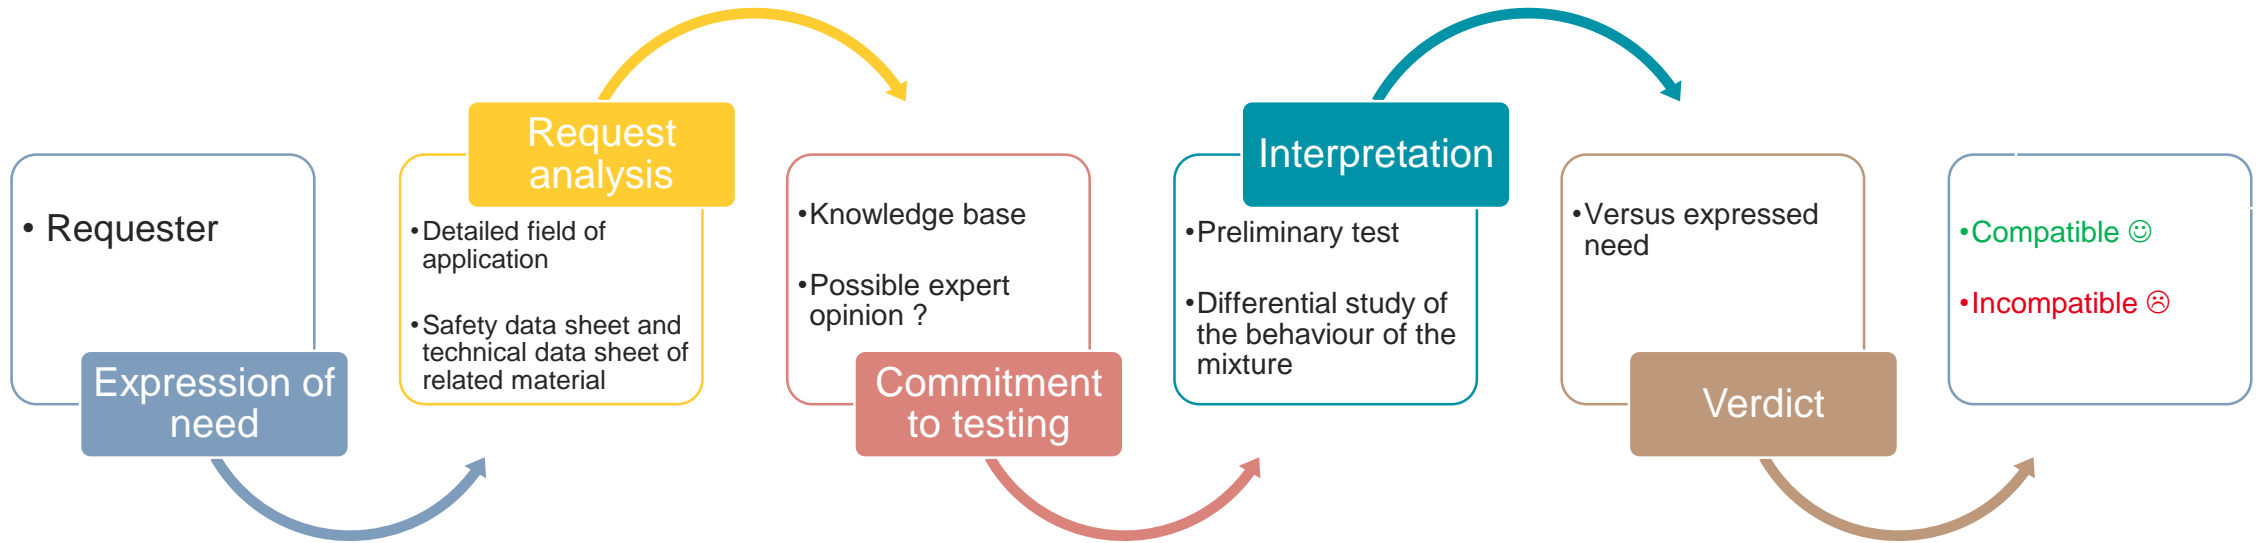 • Requester
Expression of
need
Request
analysis
•Detailed field of
application
•Safety data sheet and
technical data sheet of
related material
•Knowledge base
•Possible expert
opinion ?
Commitment
to testing
Interpretation
•Preliminary test
•Differential study of
the behaviour of the
mixture
•Versus expressed
need
Verdict
•Compatible ☺
•Incompatible ☹